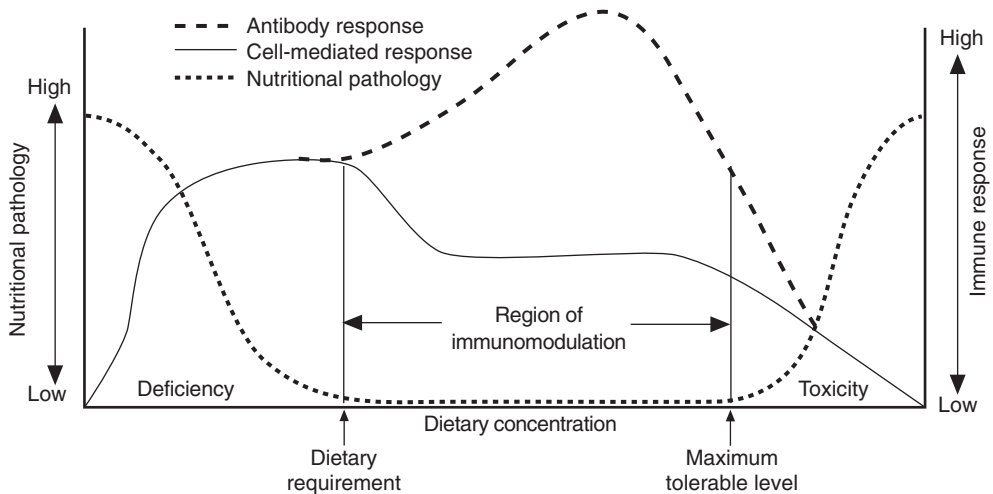 Antibody response
Cell-mediated response
Nutritional pathology
High
Nutritional pathology
Low
High
Immune response
Low
Region of
immunomodulation
Deficiency
Toxicity
Dietary concentration
Dietary
requirement
Maximum
tolerable level